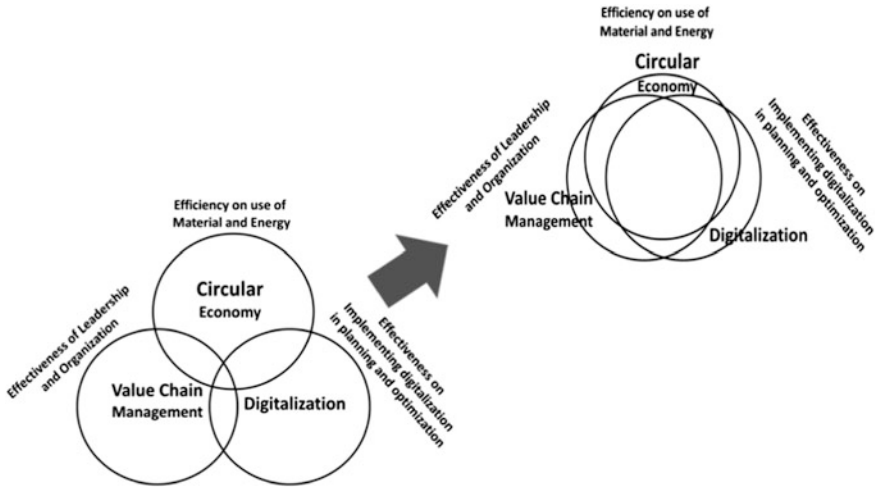 Efficiency on use of
Material and Energy
Circular
Economy
Effectiveness of Leadership
and Organization
Effectiveness on
Implementing digitalization
in planning and optimization
Value Chain
Management
Digitalization
Efficiency on use of
Material and Energy
Circular
Economy
Effectiveness of Leadership
and Organization
Effectiveness on
Implementing digitalization
in planning and optimization
Value Chain
Management
Digitalization